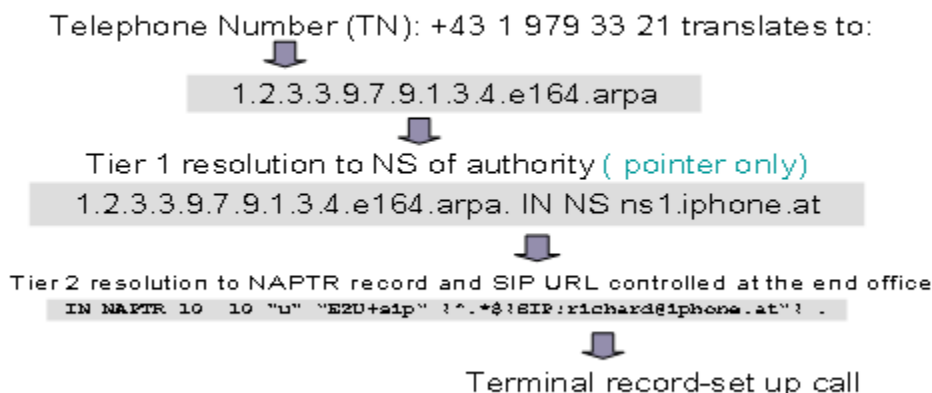 Telephone Number (TN): +43 1 979 33 21 translates to:
1.2.3.3.9.7.9.1.3.4.e164.arpa
Tier 1 resolution to NS of authority ( pointer only)
1.2.3.3.9.7.9.1.3.4.e164.arpa. IN NS ns1.iphone.at
Tier 2 resolution to NAPTR record and SIP URL controlled at the end office
IN NAPTR 10 10 "u" "E2U+sip" !^.*$!SIP:richard@iphone.at"! .
Terminal record-set up call